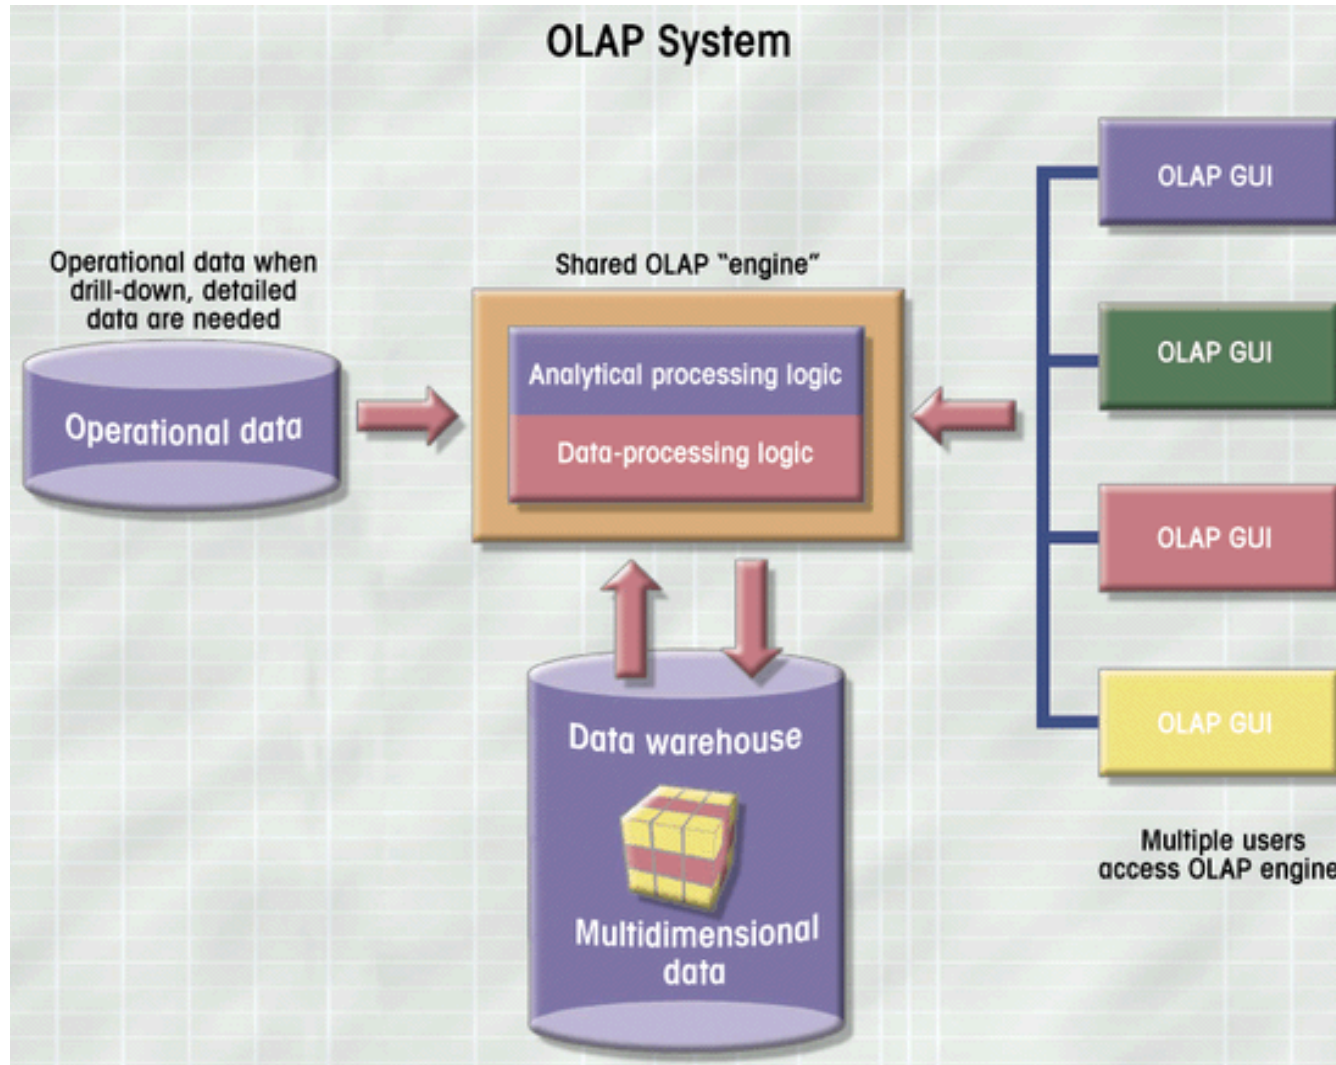 OLAP System
Operational data when
drill-down, detailed
data are needed
Operational data
Shared OLAP "engine"
Analytical processing logic
Data-processing logic
Data warehouse
Multidimensional
data
OLAP GUI
OLAP GUI
OLAP GUI
OLAP GUI
Multiple users
access OLAP engine